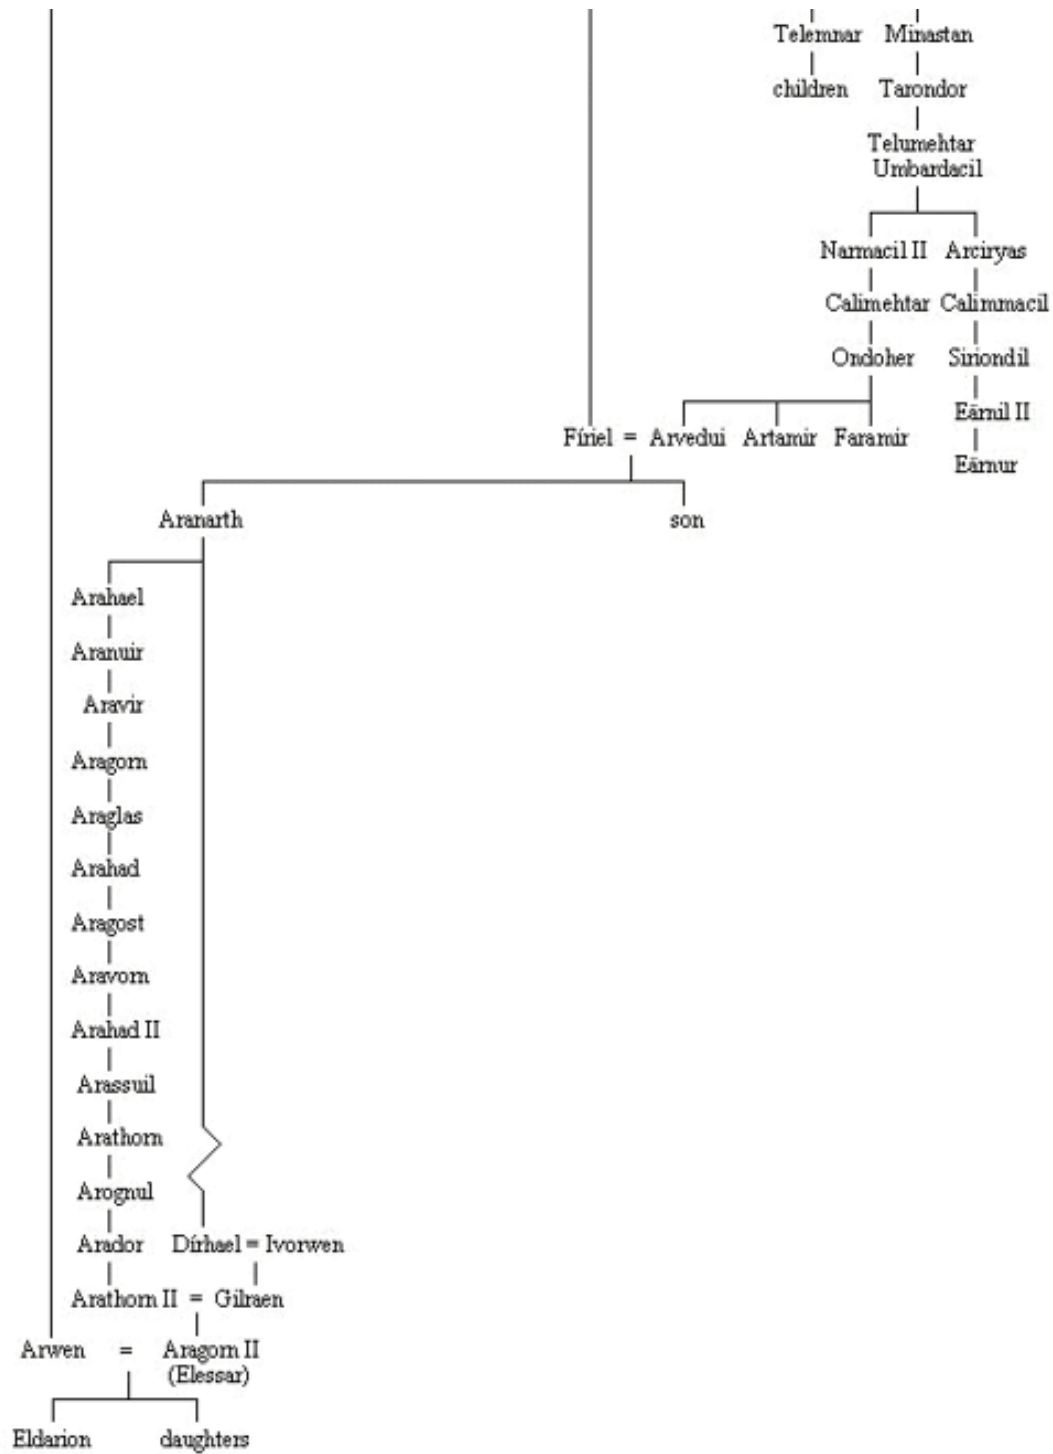 Telemnar Minastan
children Tarondor
Telumehtar
Umbardacil
Narmacil II Arciryas
Calimehtar Calimmacil
Ondoher Siriondil
Eärnil II
Fíriel = Arvedui Artamir Faramir
Eärnur
Aranarth son
Arahael
Aranuir
Aravir
Aragorn
Araglas
Arahad
Aragost
Aravorn
Arahad II
Arassuil
Arathorn
Arognul
Arador Dírhael = Ivorwen
Arathorn II = Gilraen
Arwen = Aragorn II
(Elessar)
Eldarion daughters